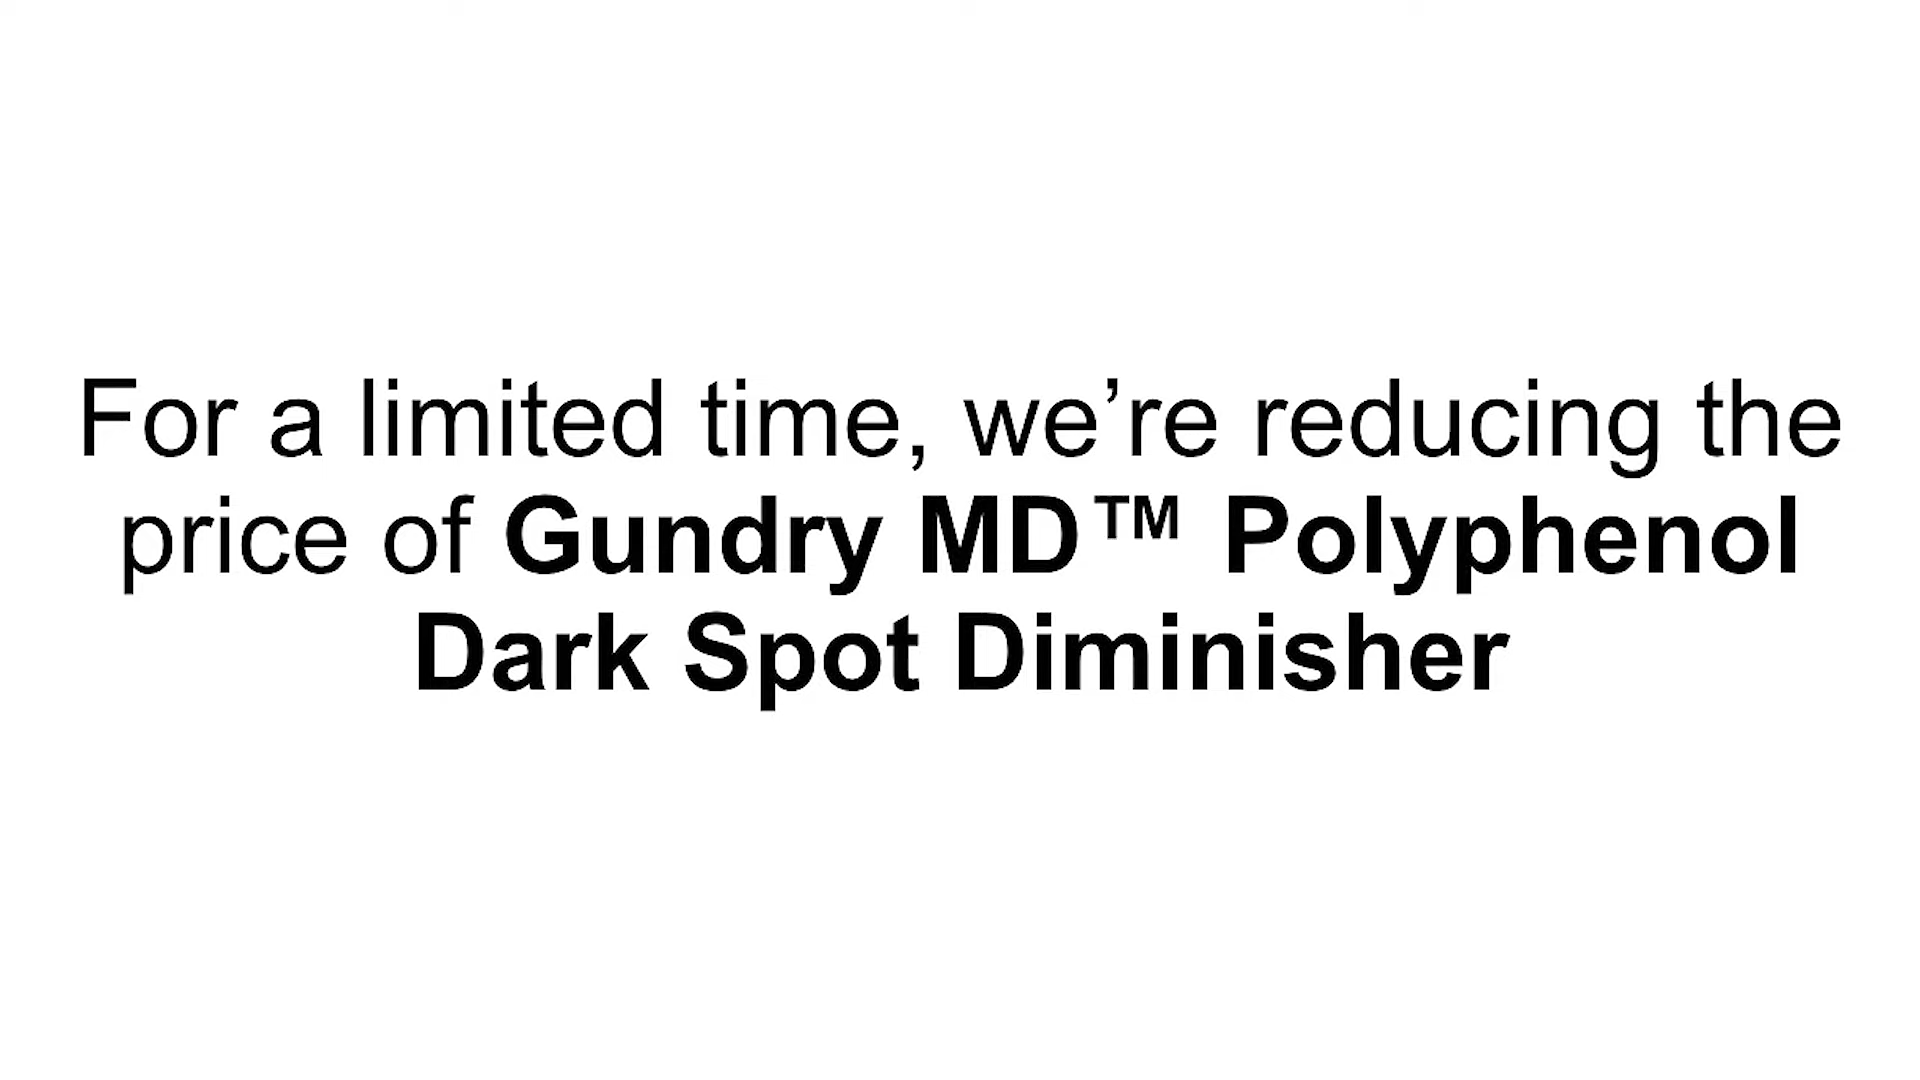 For a limited time, we’re reducing the
price of Gundry MD™ Polyphenol
Dark Spot Diminisher